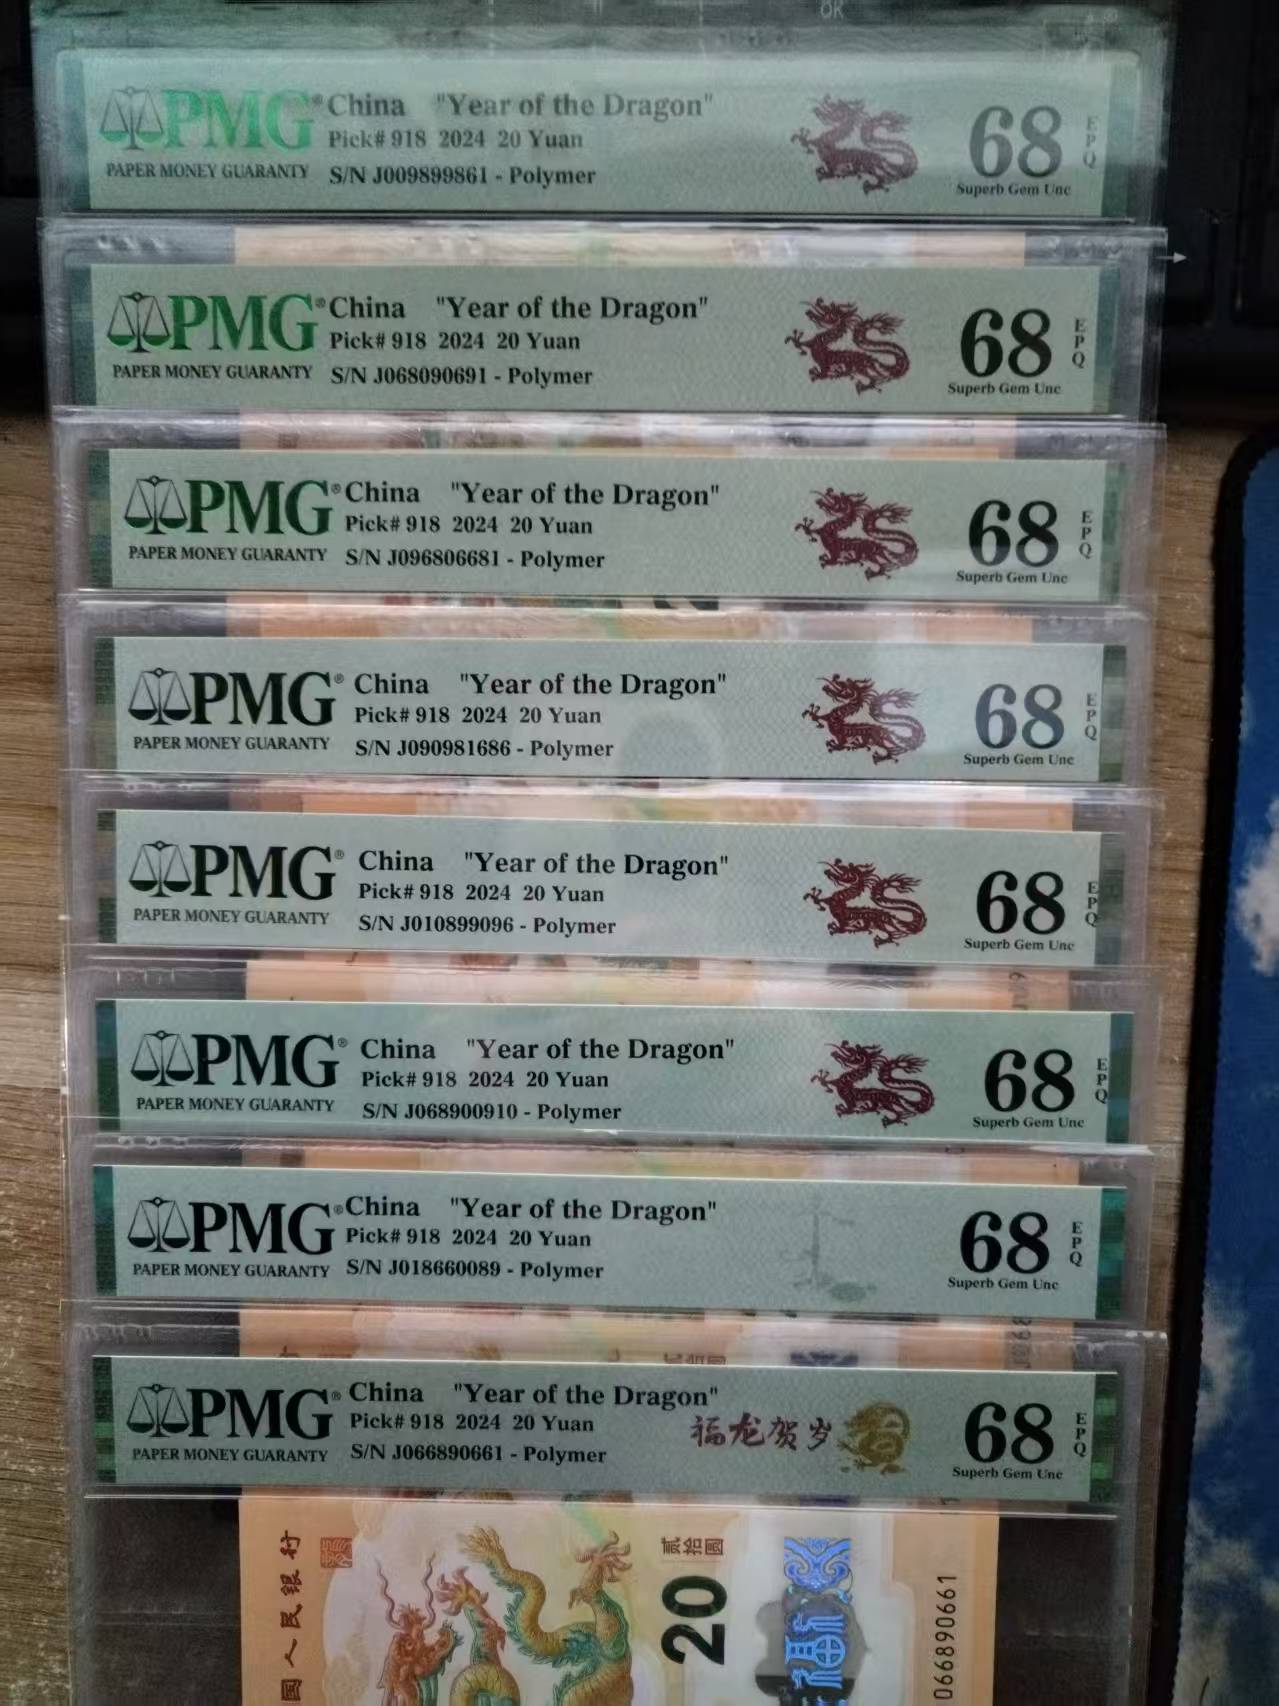 OK
PMG® China "Year of the Dragon"
Pick# 918 2024 20 Yuan
PAPER MONEY GUARANTY S/N J009899861 - Polymer
68 EPQ
Superb Gem Unc
PMG® China "Year of the Dragon"
Pick# 918 2024 20 Yuan
PAPER MONEY GUARANTY S/N J068090691 - Polymer
68 EPQ
Superb Gem Unc
PMG® China "Year of the Dragon"
Pick# 918 2024 20 Yuan
PAPER MONEY GUARANTY S/N J096806681 - Polymer
68 EPQ
Superb Gem Unc
PMG® China "Year of the Dragon"
Pick# 918 2024 20 Yuan
PAPER MONEY GUARANTY S/N J090981686 - Polymer
68 EPQ
Superb Gem Unc
PMG® China "Year of the Dragon"
Pick# 918 2024 20 Yuan
PAPER MONEY GUARANTY S/N J010899096 - Polymer
68 EPQ
Superb Gem Unc
PMG® China "Year of the Dragon"
Pick# 918 2024 20 Yuan
PAPER MONEY GUARANTY S/N J068900910 - Polymer
68 EPQ
Superb Gem Unc
PMG® China "Year of the Dragon"
Pick# 918 2024 20 Yuan
PAPER MONEY GUARANTY S/N J018660089 - Polymer
68 EPQ
Superb Gem Unc
PMG® China "Year of the Dragon"
Pick# 918 2024 20 Yuan
PAPER MONEY GUARANTY S/N J066890661 - Polymer
福龙贺岁
68 EPQ
Superb Gem Unc
国人民银行
贰拾圆
20
066890661